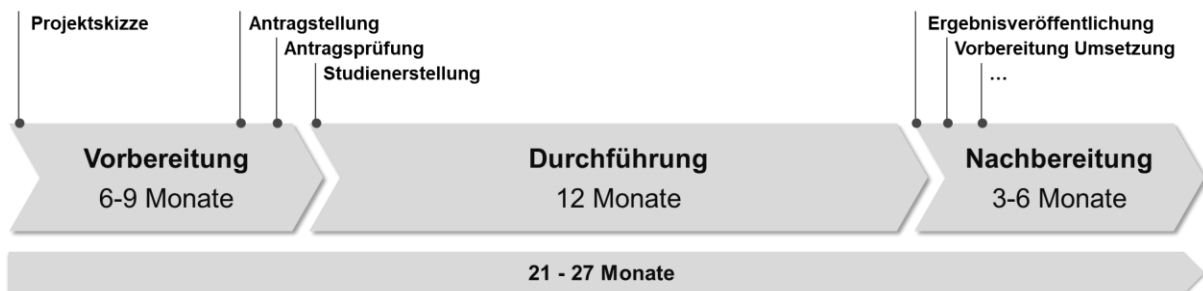 Projektskizze
Antragstellung
Antragsprüfung
Studienerstellung
Ergebnisveröffentlichung
Vorbereitung Umsetzung
...
Vorbereitung
6-9 Monate
Durchführung
12 Monate
Nachbereitung
3-6 Monate
21 - 27 Monate